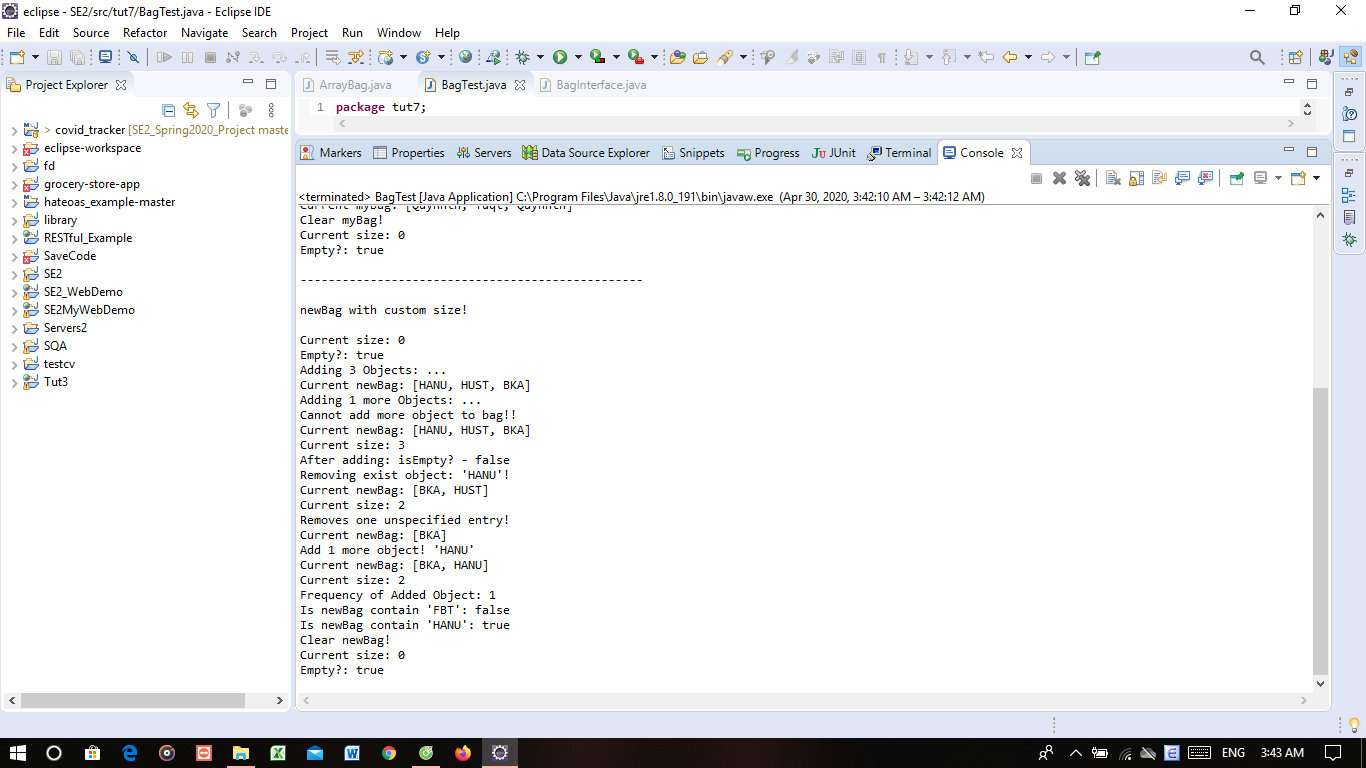 eclipse - SE2/src/tut7/BagTest.java - Eclipse IDE
File Edit Source Refactor Navigate Search Project Run Window Help
Project Explorer
> covid_tracker [SE2_Spring2020_Project maste
eclipse-workspace
fd
grocery-store-app
hateoas_example-master
library
RESTful_Example
SaveCode
SE2
SE2_WebDemo
SE2MyWebDemo
Servers2
SQA
testcv
Tut3
ArrayBag.java BagTest.java BagInterface.java
1 package tut7;
Markers Properties Servers Data Source Explorer Snippets Progress JUnit Terminal Console
<terminated> BagTest [Java Application] C:\Program Files\Java\jre1.8.0_191\bin\javaw.exe (Apr 30, 2020, 3:42:10 AM – 3:42:12 AM)
Current myBag:
Clear myBag!
Current size: 0
Empty?: true
-------------------------------------------------
newBag with custom size!
Current size: 0
Empty?: true
Adding 3 Objects: ...
Current newBag: [HANU, HUST, BKA]
Adding 1 more Objects: ...
Cannot add more object to bag!!
Current newBag: [HANU, HUST, BKA]
Current size: 3
After adding: isEmpty? - false
Removing exist object: 'HANU'!
Current newBag: [BKA, HUST]
Current size: 2
Removes one unspecified entry!
Current newBag: [BKA]
Add 1 more object! 'HANU'
Current newBag: [BKA, HANU]
Current size: 2
Frequency of Added Object: 1
Is newBag contain 'FBT': false
Is newBag contain 'HANU': true
Clear newBag!
Current size: 0
Empty?: true
ENG 3:43 AM